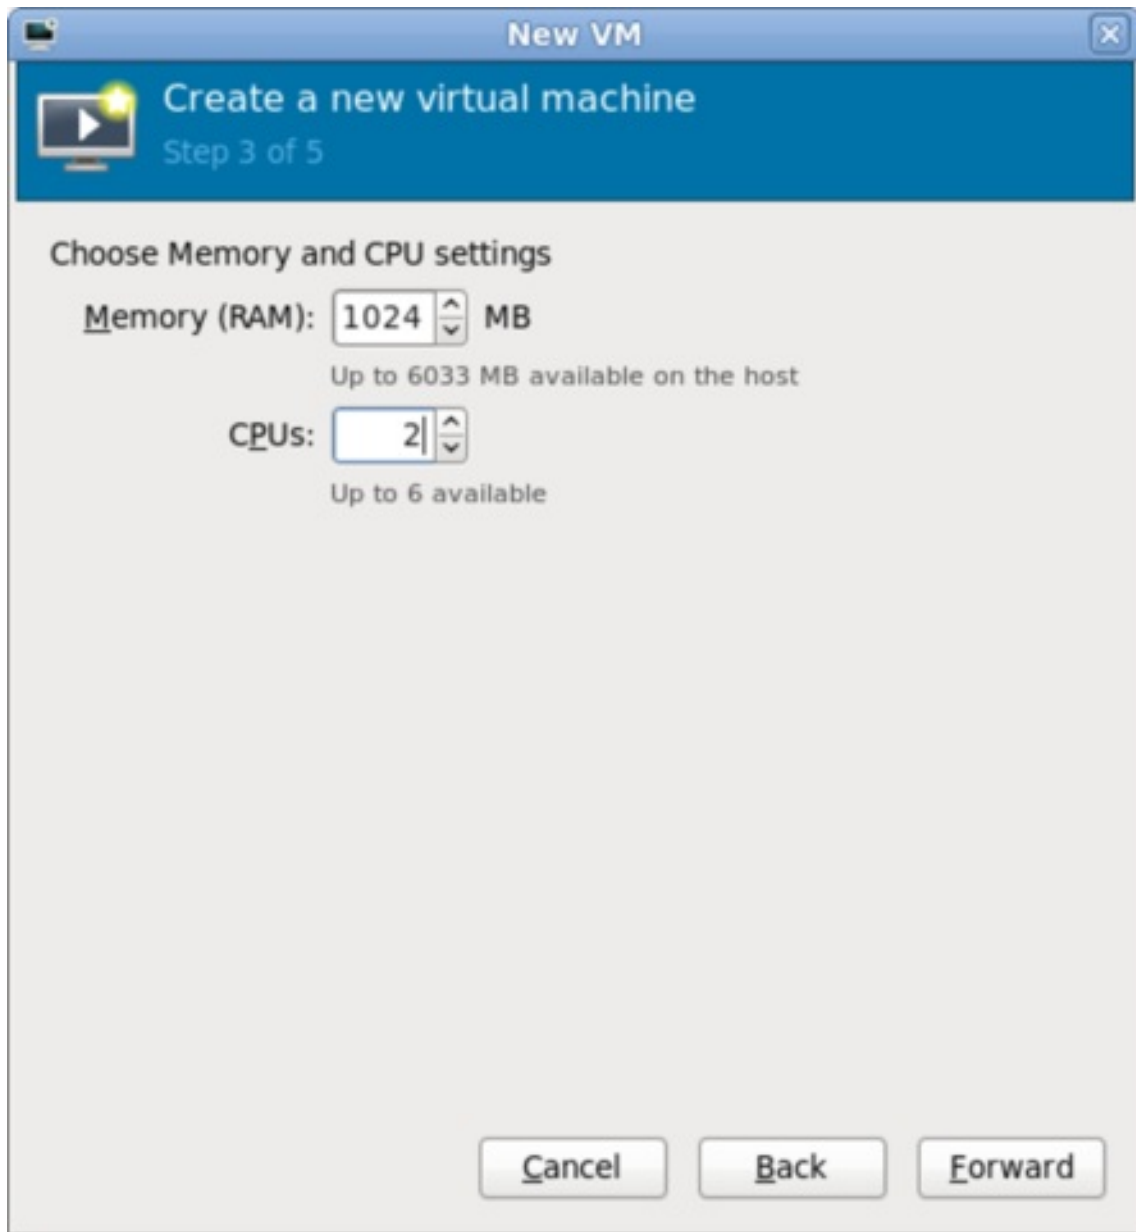 New VM
Create a new virtual machine
Step 3 of 5
Choose Memory and CPU settings
Memory (RAM): 1024 MB
Up to 6033 MB available on the host
CPUs: 2
Up to 6 available
Cancel Back Forward